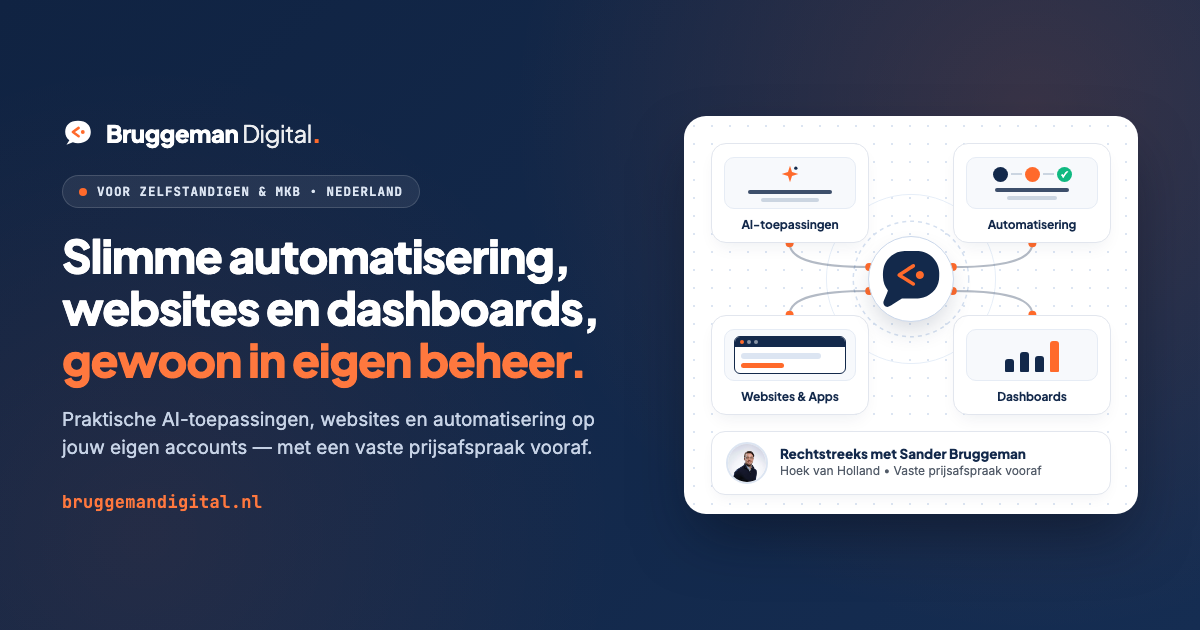 Bruggeman Digital.
VOOR ZELFSTANDIGEN & MKB • NEDERLAND
Slimme automatisering,
websites en dashboards,
gewoon in eigen beheer.
Praktische AI-toepassingen, websites en automatisering op
jouw eigen accounts — met een vaste prijsafspraak vooraf.
bruggemandigital.nl
AI-toepassingen
Automatisering
Websites & Apps
Dashboards
Rechtstreeks met Sander Bruggeman
Hoek van Holland • Vaste prijsafspraak vooraf